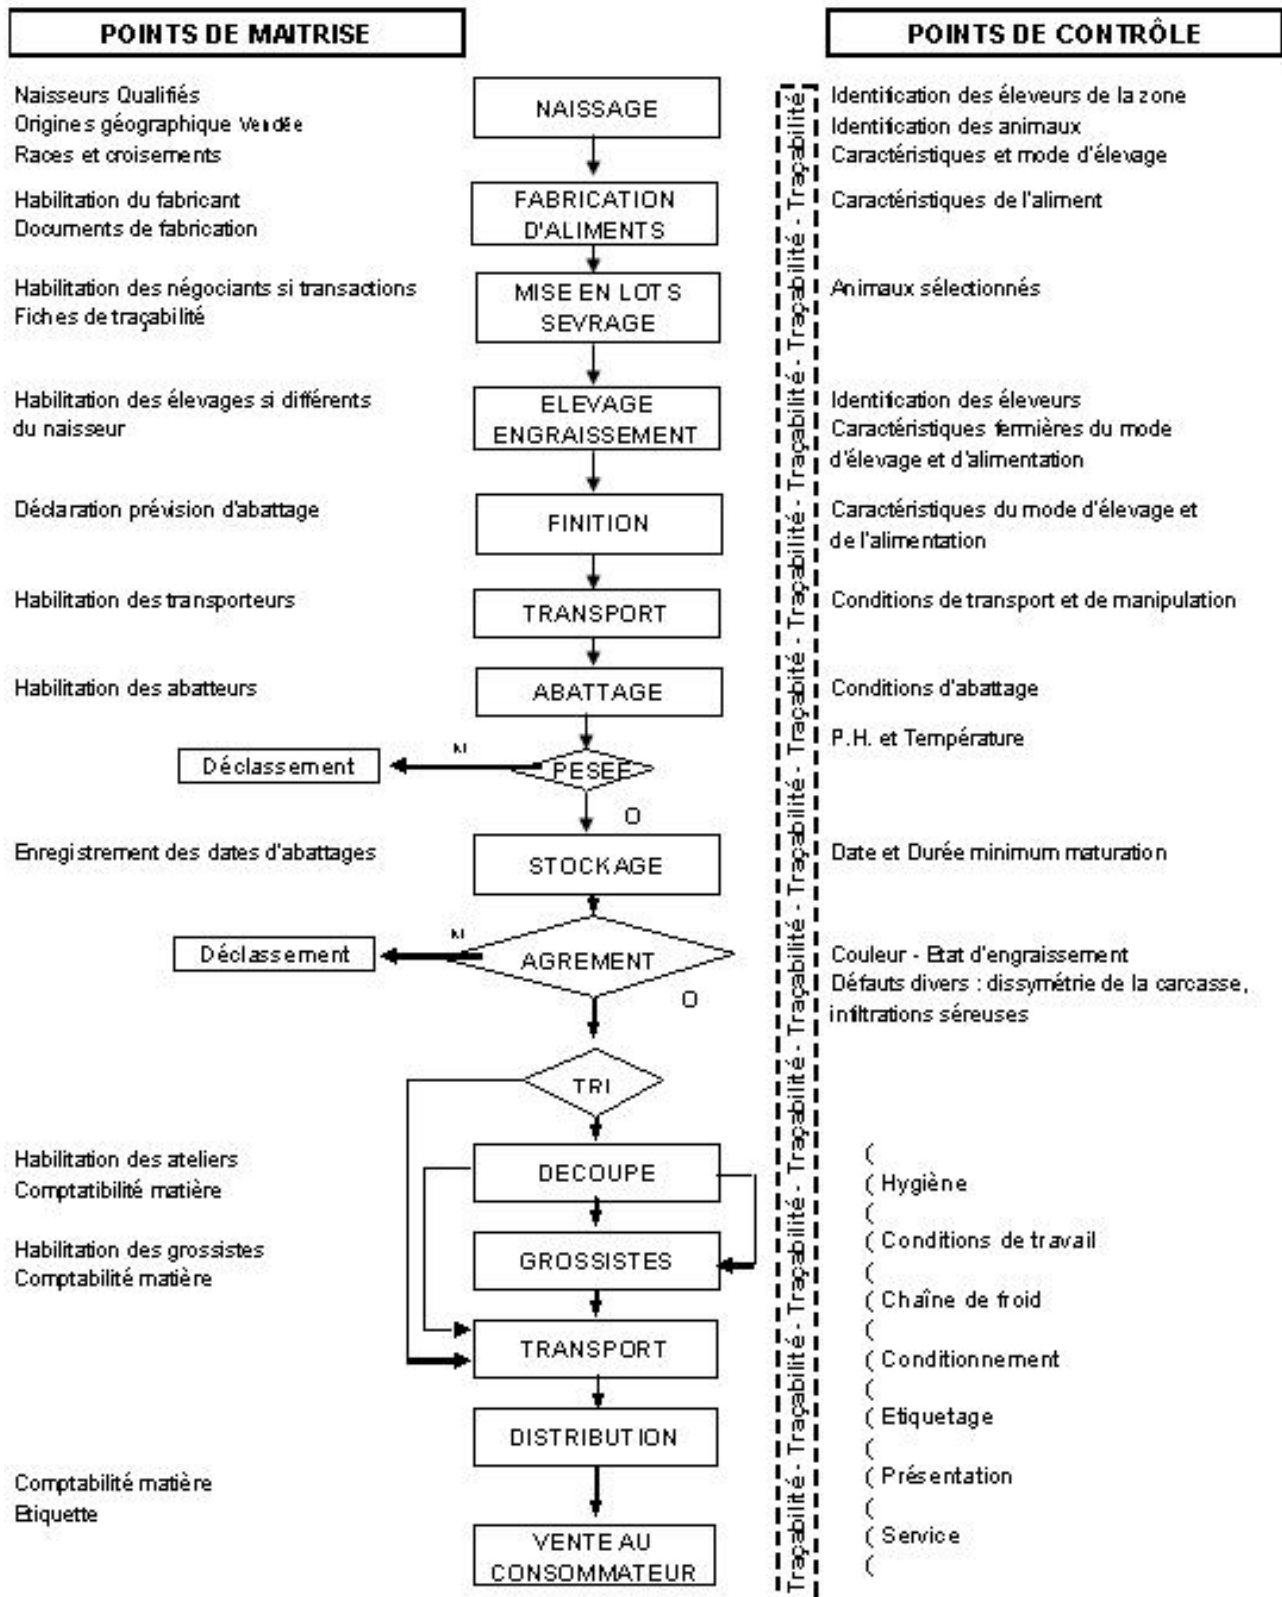 POINTS DE MAITRISE
POINTS DE CONTRÔLE
Naisseurs Qualifiés
Origines géographique Vendée
Races et croisements
NAISSAGE
Identification des éleveurs de la zone
Identification des animaux
Caractéristiques et mode d'élevage
Habilitation du fabricant
Documents de fabrication
FABRICATION
D'ALIMENTS
Caractéristiques de l'aliment
Habilitation des négociants si transactions
Fiches de traçabilité
MISE EN LOTS
SEVRAGE
Animaux sélectionnés
Habilitation des élevages si différents
du naisseur
ELEVAGE
ENGRAISSEMENT
Identification des éleveurs
Caractéristiques fermières du mode
d'élevage et d'alimentation
Déclaration prévision d'abattage
FINITION
Caractéristiques du mode d'élevage et
de l'alimentation
Habilitation des transporteurs
TRANSPORT
Conditions de transport et de manipulation
Habilitation des abatteurs
ABATTAGE
Conditions d'abattage
P.H. et Température
Déclassement
PESEE
O
Enregistrement des dates d'abattages
STOCKAGE
Date et Durée minimum maturation
Déclassement
AGREMENT
O
Couleur - Etat d'engraissement
Défauts divers : dissymétrie de la carcasse,
infiltrations séreuses
TRI
Habilitation des ateliers
Comptatibilité matière
DECOUPE
Habilitation des grossistes
Comptabilité matière
GROSSISTES
TRANSPORT
DISTRIBUTION
Comptabilité matière
Etiquette
VENTE AU
CONSOMMATEUR
(
( Hygiène
(
( Conditions de travail
(
( Chaîne de froid
(
( Conditionnement
(
( Etiquetage
(
( Présentation
(
( Service
(
Traçabilité - Traçabilité - Traçabilité - Traçabilité - Traçabilité - Traçabilité - Traçabité - Traçabilité - Traçabilité - Traçabilité - Traçabilité